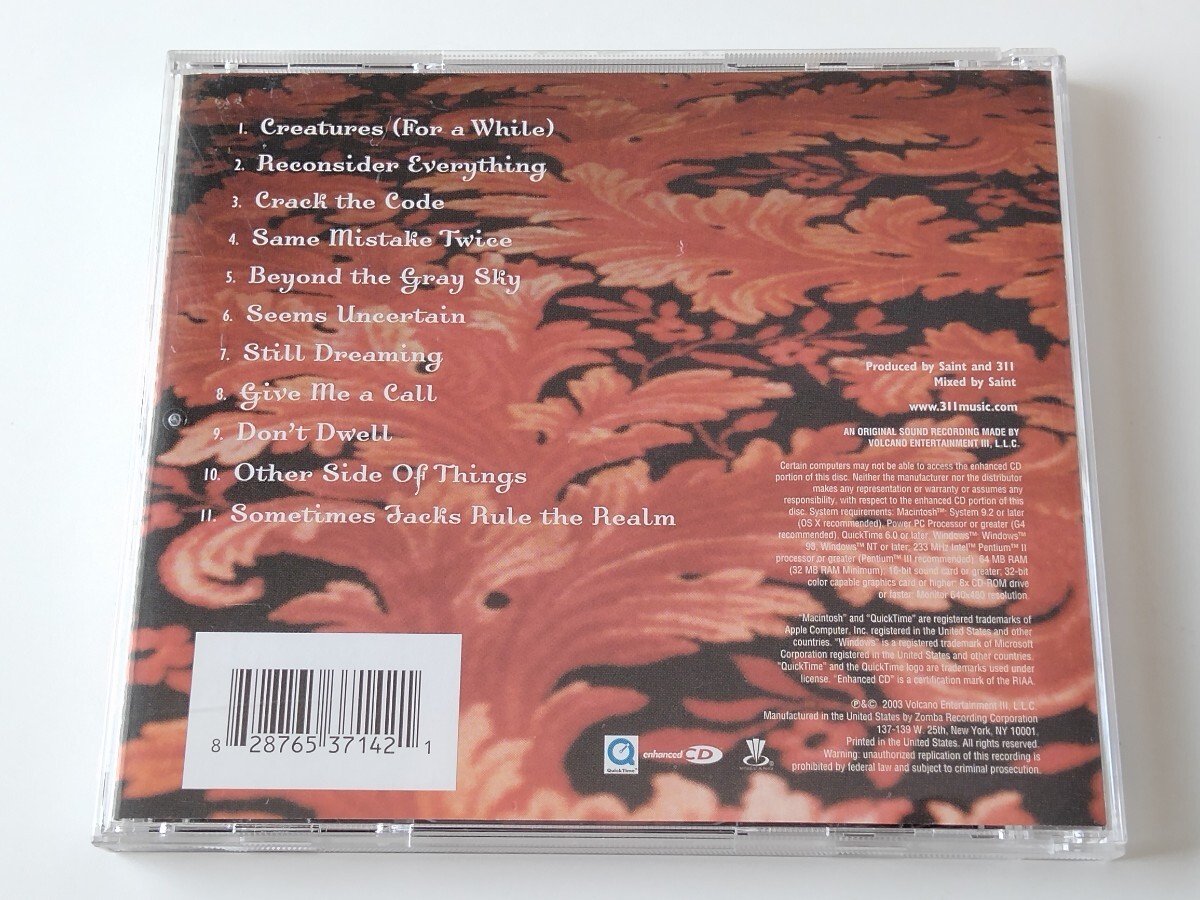 1. Creatures (For a While)
2. Reconsider Everything
3. Crack the Code
4. Same Mistake Twice
5. Beyond the Gray Sky
6. Seems Uncertain
7. Still Dreaming
8. Give Me a Call
9. Don't Dwell
10. Other Side Of Things
11. Sometimes Jacks Rule the Realm
Produced by Saint and 311
Mixed by Saint
www.311music.com
AN ORIGINAL SOUND RECORDING MADE BY
VOLCANO ENTERTAINMENT III, L.L.C.
Certain computers may not be able to access the enhanced CD
portion of this disc. Neither the manufacturer nor the distributor
makes any representation or warranty or assumes any
responsibility, with respect to the enhanced CD portion of this
disc. System requirements: Macintosh™: System 9.2 or later
(OS X recommended), Power PC Processor or greater (G4
recommended), QuickTime 6.0 or later. Windows™: Windows™
98, Windows™ NT or later; 233 MHz Intel™ Pentium™ II
processor or greater (Pentium™ III recommended); 64 MB RAM
(32 MB RAM Minimum); 16-bit sound card or greater; 32-bit
color capable graphics card or higher; 8x CD-ROM drive
or faster; Monitor 640x480 resolution.
"Macintosh" and "QuickTime" are registered trademarks of
Apple Computer, Inc. registered in the United States and other
countries. "Windows" is a registered trademark of Microsoft
Corporation registered in the United States and other countries.
"QuickTime" and the QuickTime logo are trademarks used under
license. "Enhanced CD" is a certification mark of the RIAA.
℗&© 2003 Volcano Entertainment III, L.L.C.
Manufactured in the United States by Zomba Recording Corporation
137-139 W. 25th, New York, NY 10001.
Printed in the United States. All rights reserved.
Warning: unauthorized replication of this recording is
prohibited by federal law and subject to criminal prosecution.
QuickTime™
enhanced CD
8 28765 37142 1